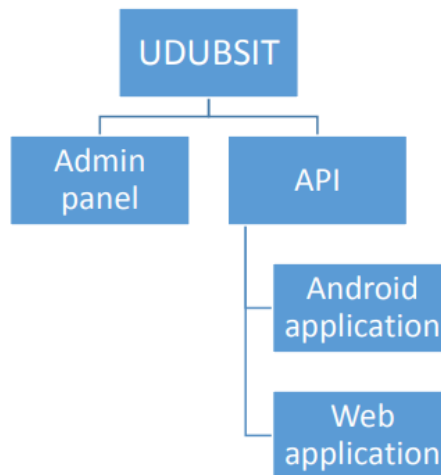 UDUBSIT
Admin
panel
API
Android
application
Web
application